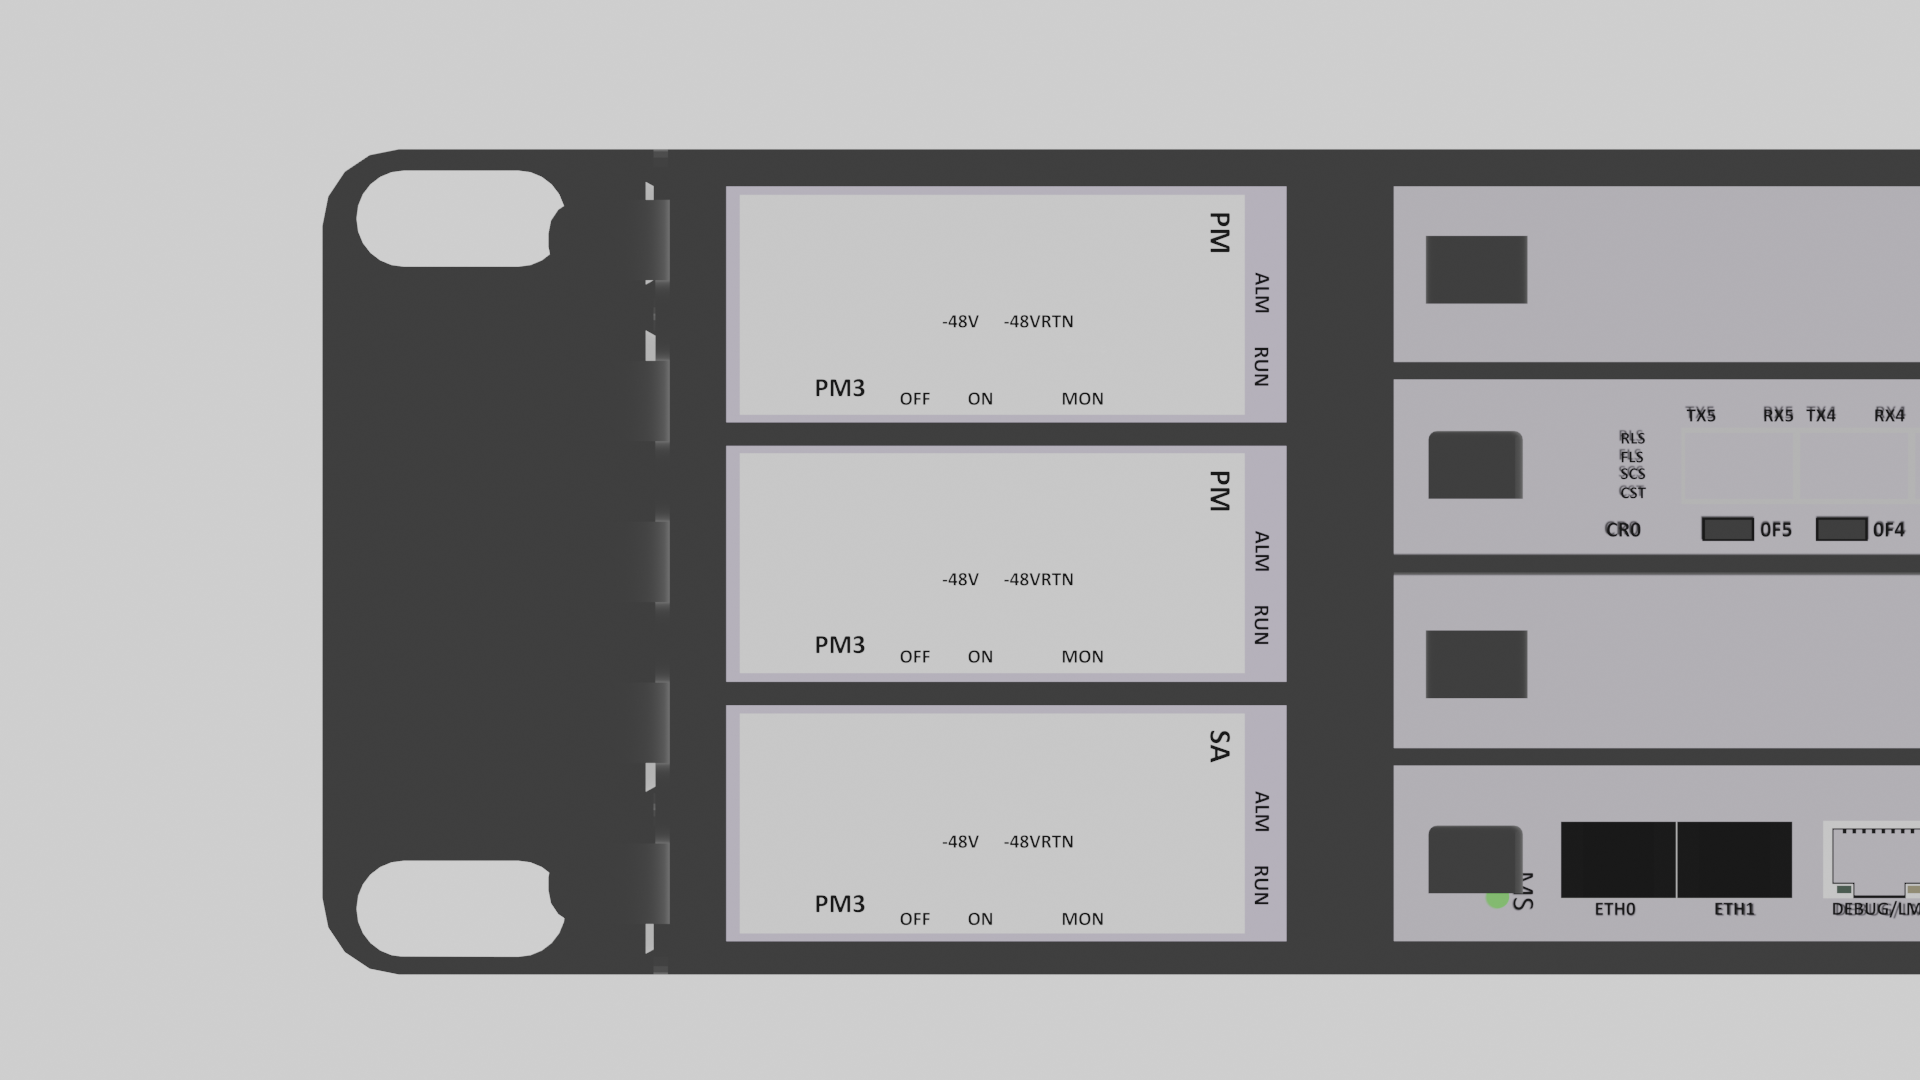 PM
ALM
RUN
-48V -48VRTN
PM3
OFF ON MON
PM
ALM
RUN
-48V -48VRTN
PM3
OFF ON MON
SA
ALM
RUN
-48V -48VRTN
PM3
OFF ON MON
TX5 RX5 TX4 RX4
RLS
FLS
SCS
CST
CR0 0F5 0F4
MS
ETH0 ETH1 DEBUG/LM